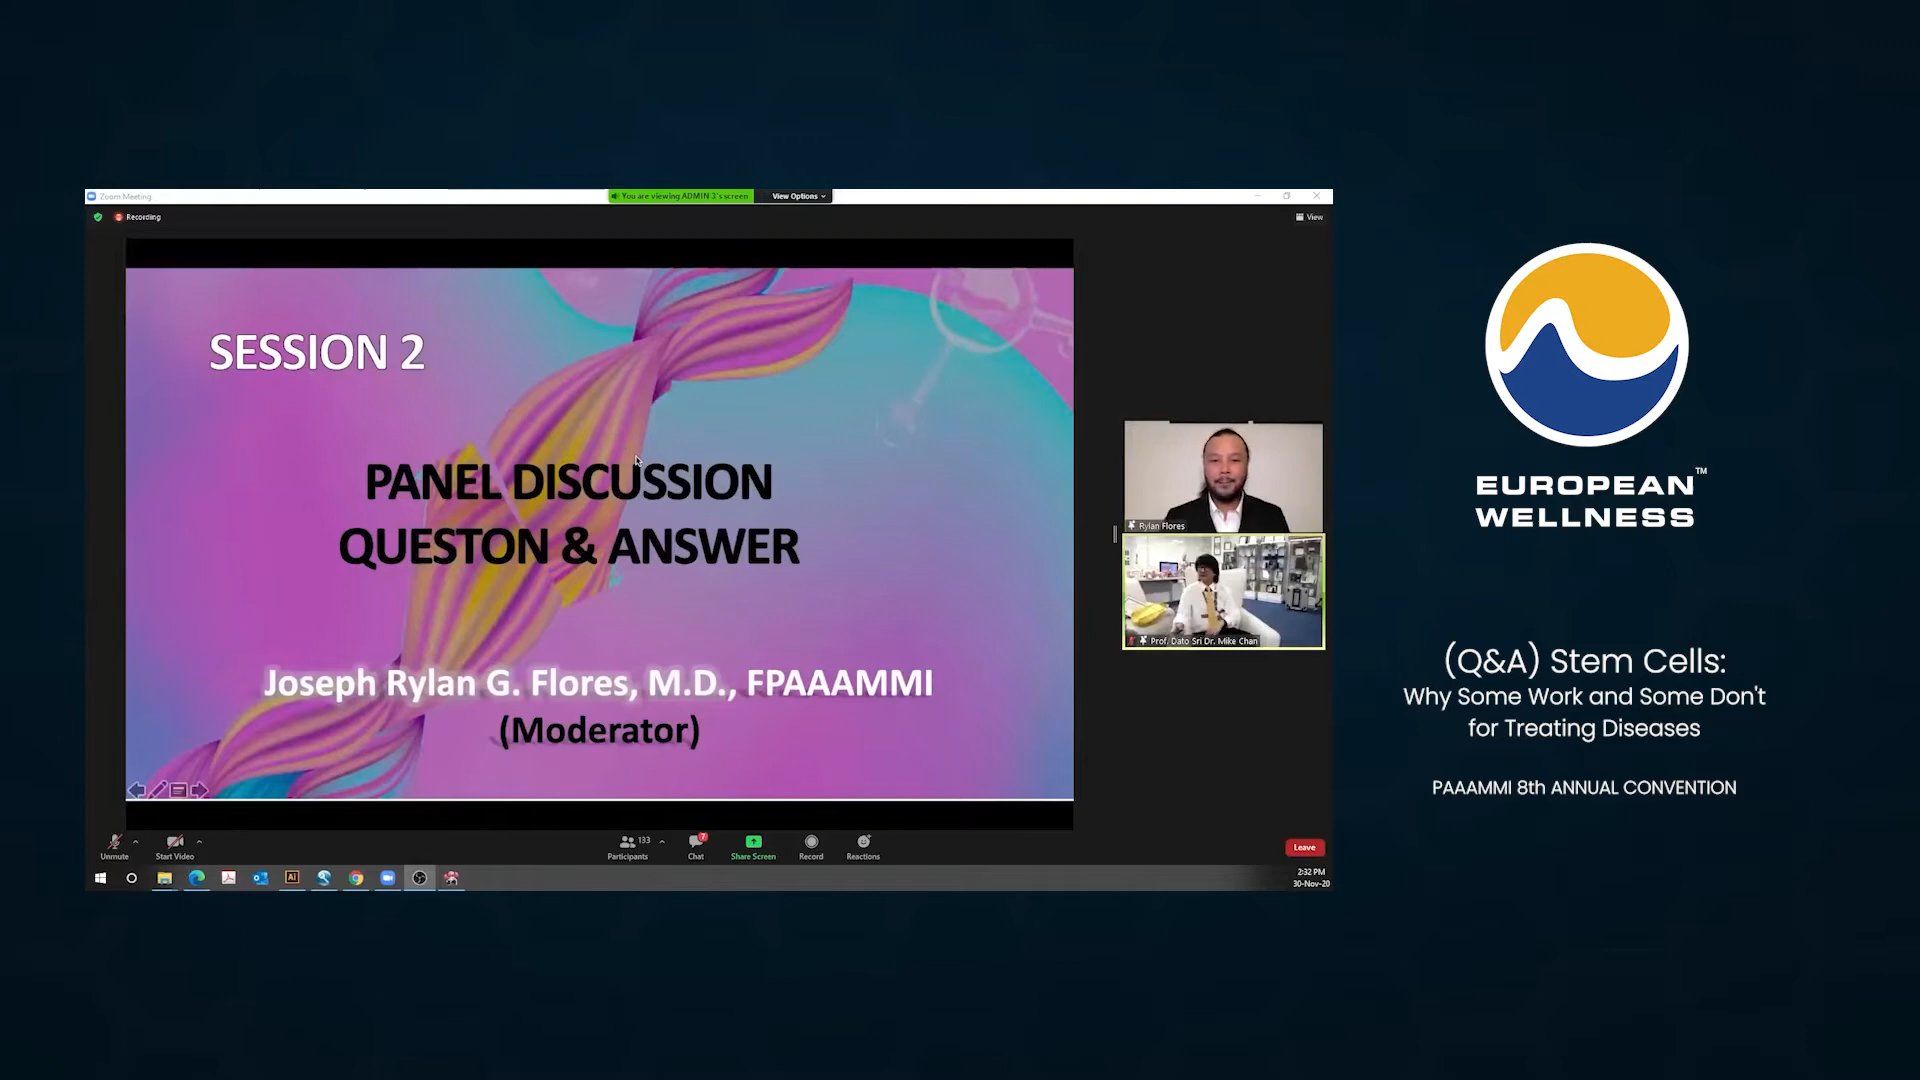 Zoom Meeting
You are viewing ADMIN 3's screen
View Options
Recording
View
SESSION 2
PANEL DISCUSSION
QUESTON & ANSWER
Joseph Rylan G. Flores, M.D., FPAAAMMI
(Moderator)
Rylan Flores
Prof. Dato Sri Dr. Mike Chan
Unmute
Start Video
133
Participants
7
Chat
Share Screen
Record
Reactions
Leave
Ai
2:32 PM
30-Nov-20
EUROPEAN™
WELLNESS
(Q&A) Stem Cells:
Why Some Work and Some Don't
for Treating Diseases
PAAAMMI 8th ANNUAL CONVENTION